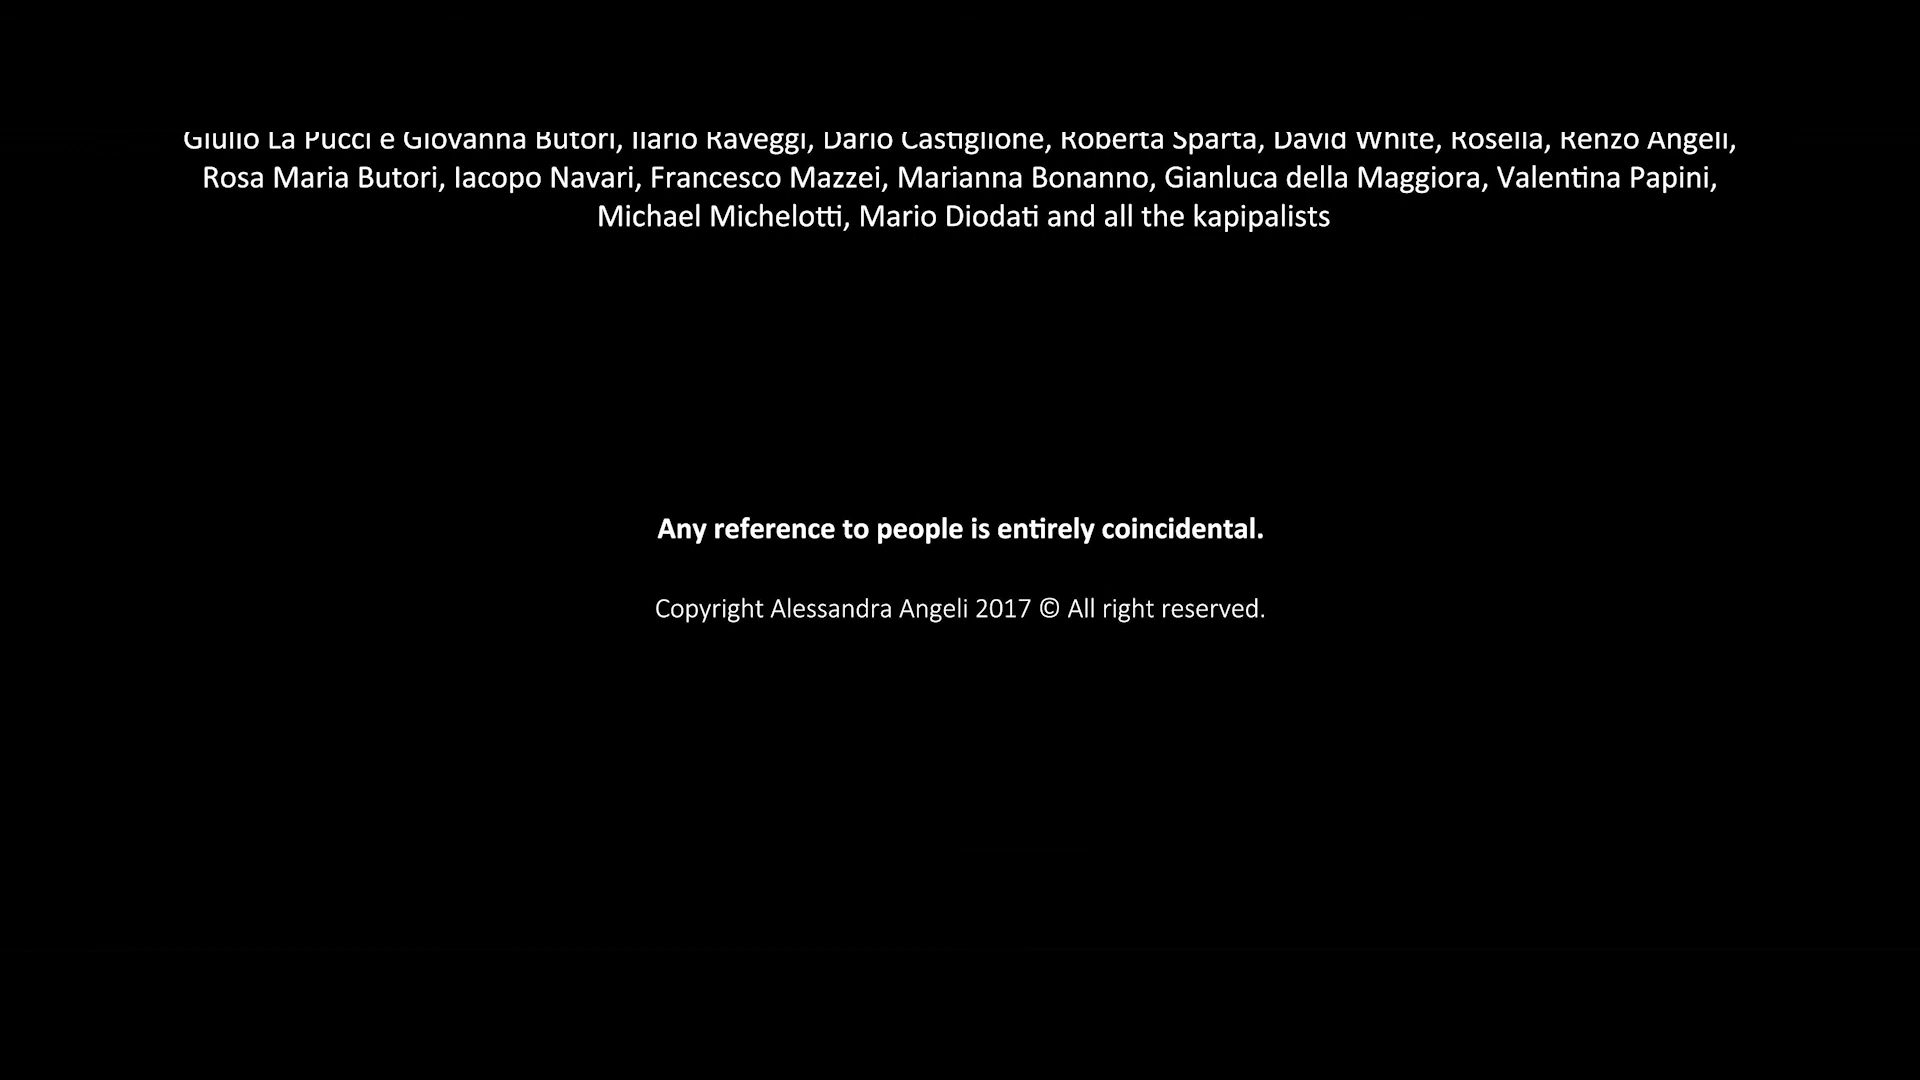 Giulio La Pucci e Giovanna Butori, Ilario Raveggi, Dario Castiglione, Roberta Sparta, David White, Rosella, Renzo Angeli,
Rosa Maria Butori, Iacopo Navari, Francesco Mazzei, Marianna Bonanno, Gianluca della Maggiora, Valentina Papini,
Michael Michelotti, Mario Diodati and all the kapipalists
Any reference to people is entirely coincidental.
Copyright Alessandra Angeli 2017 © All right reserved.